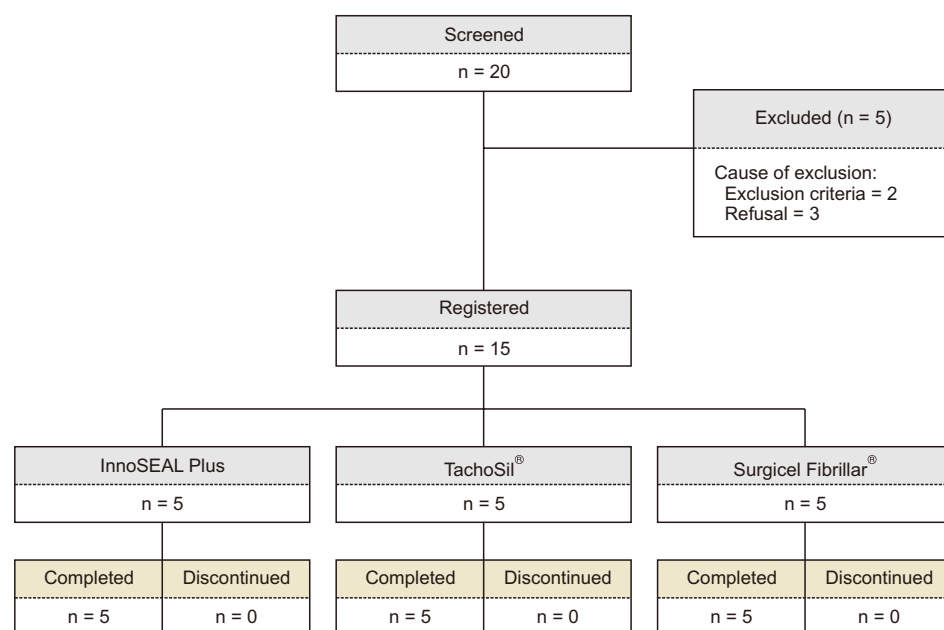 Screened
n = 20
Excluded (n = 5)
Cause of exclusion:
Exclusion criteria = 2
Refusal = 3
Registered
n = 15
InnoSEAL Plus
n = 5
TachoSil®
n = 5
Surgicel Fibrillar®
n = 5
Completed
n = 5
Discontinued
n = 0
Completed
n = 5
Discontinued
n = 0
Completed
n = 5
Discontinued
n = 0